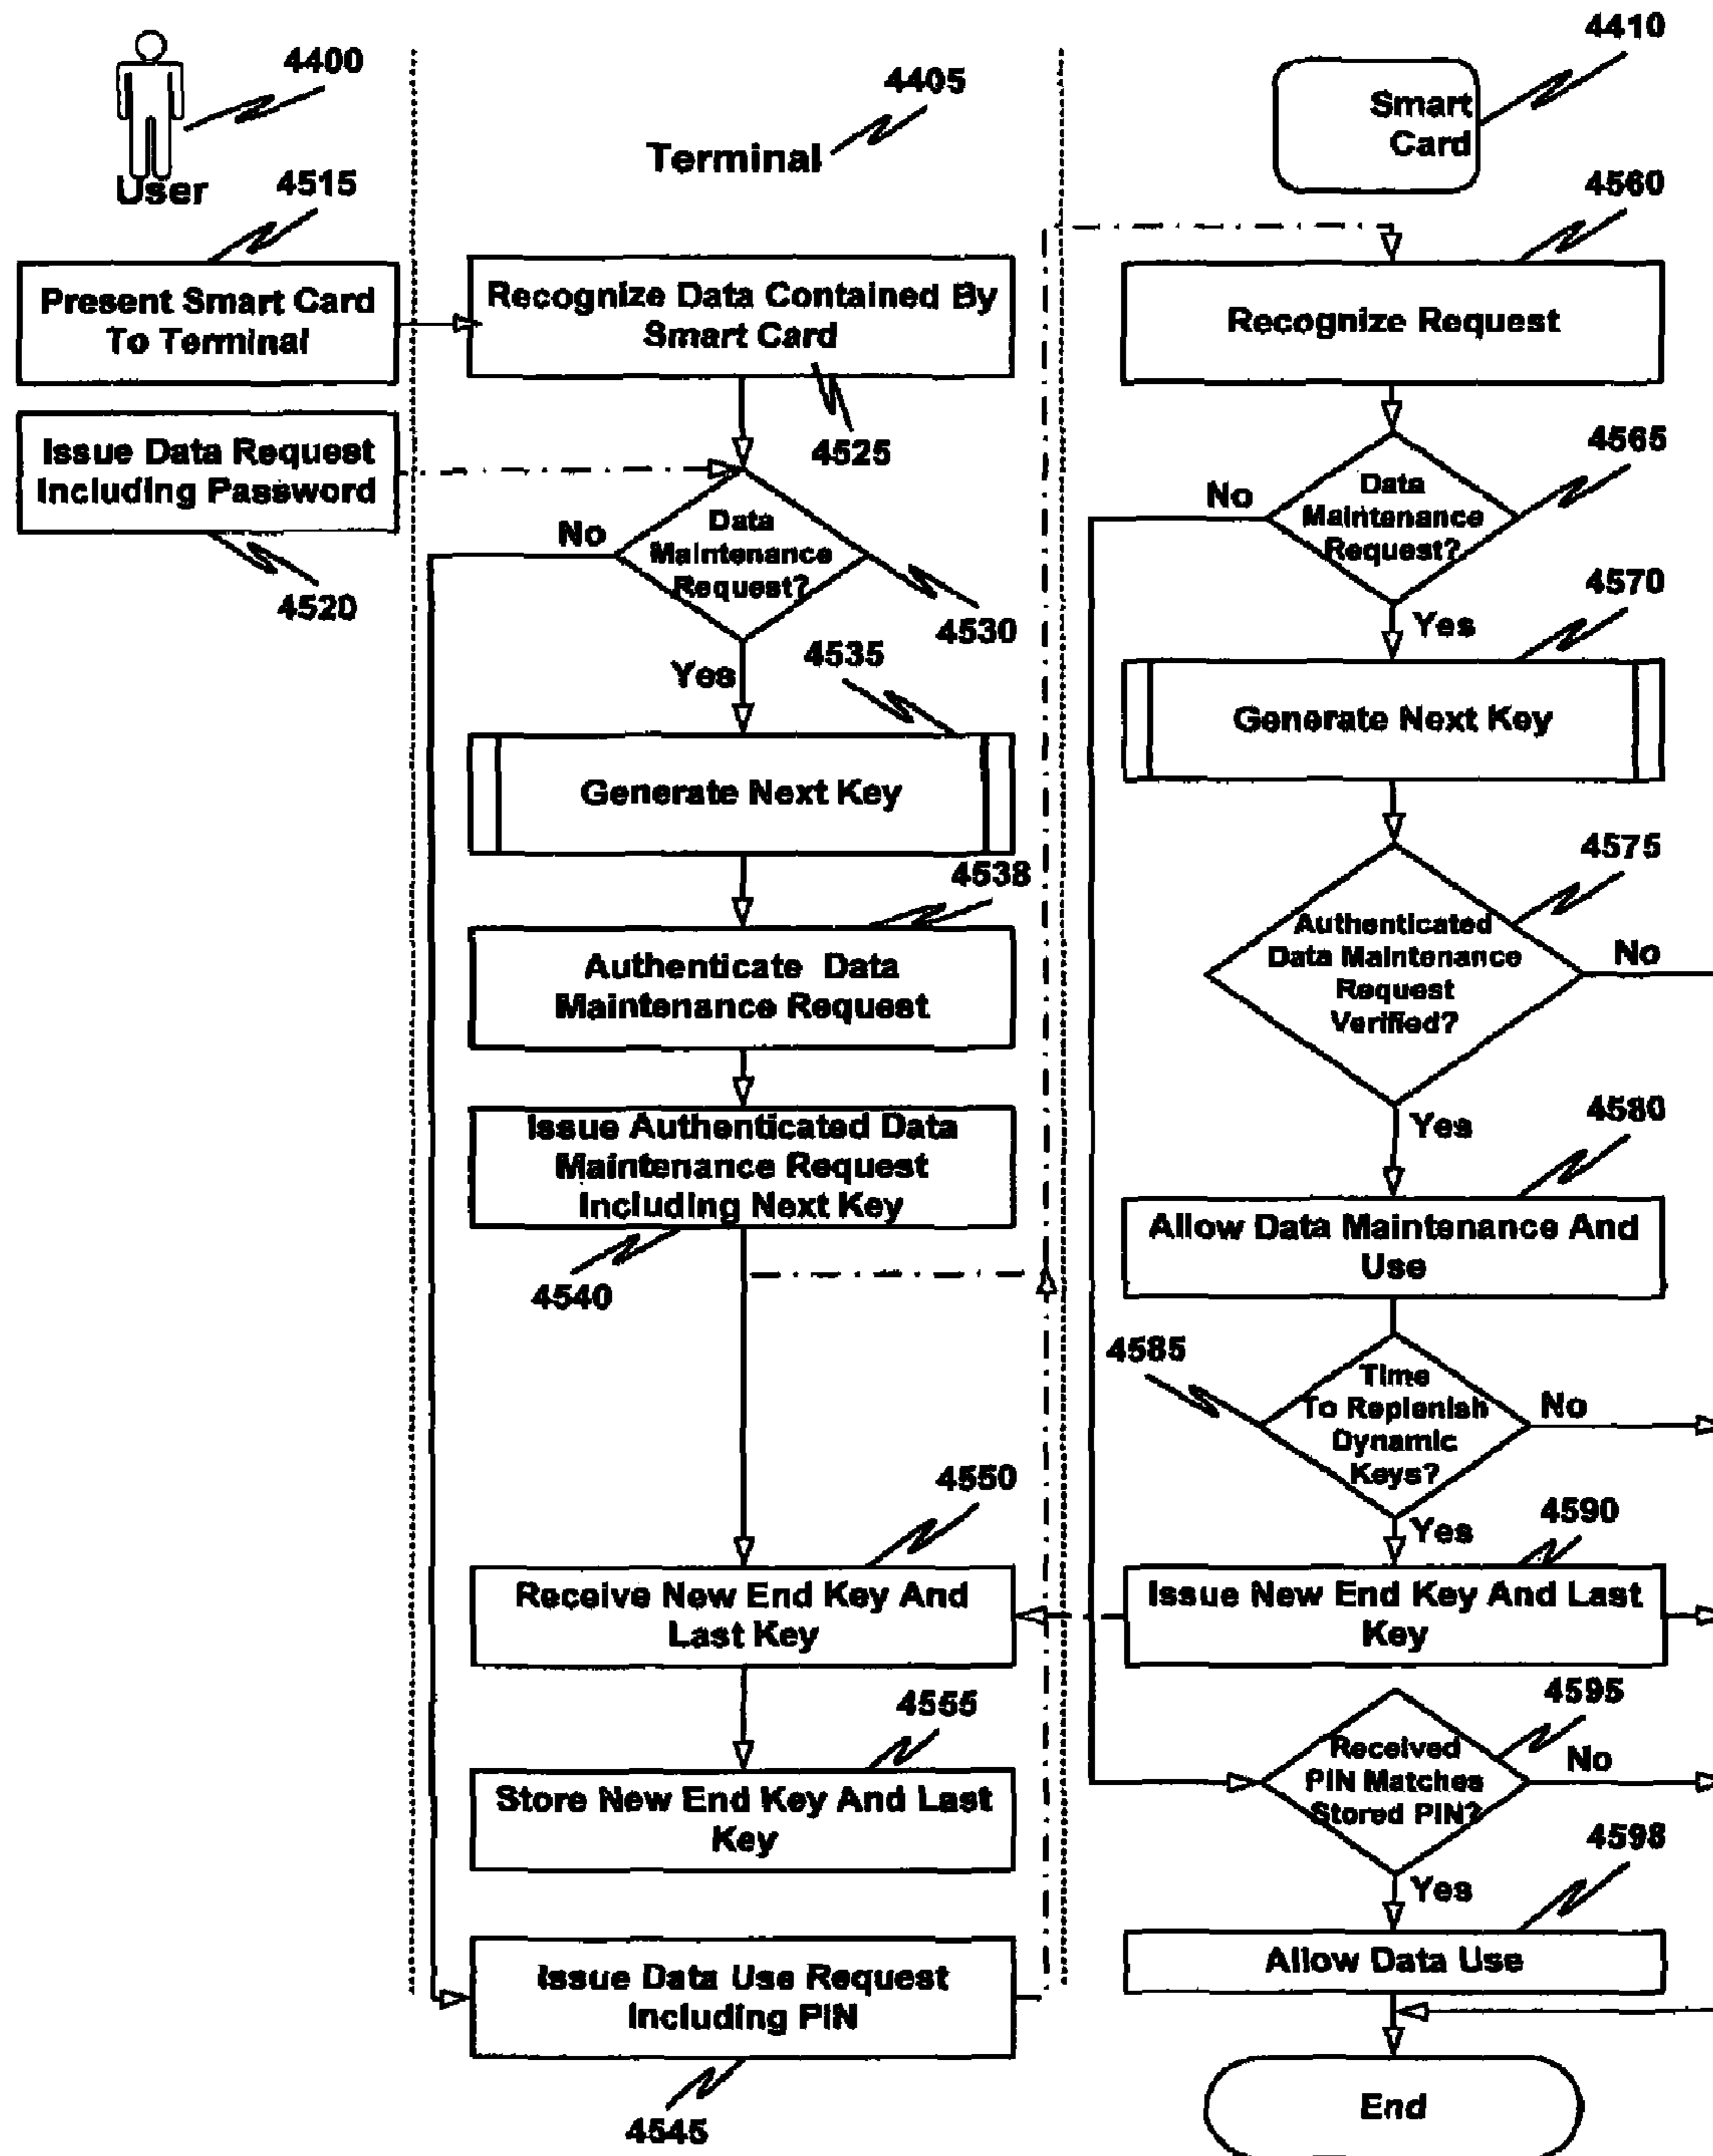 4400
User
4515
Present Smart Card
To Terminal
Issue Data Request
Including Password
4520
4405
Terminal
Recognize Data Contained By
Smart Card
4525
Data
Maintenance
Request?
No
4530
Yes
4535
Generate Next Key
4538
Authenticate Data
Maintenance Request
Issue Authenticated Data
Maintenance Request
Including Next Key
4540
4550
Receive New End Key And
Last Key
4555
Store New End Key And Last
Key
Issue Data Use Request
Including PIN
4545
4410
Smart
Card
4560
Recognize Request
4565
No
Data
Maintenance
Request?
4570
Yes
Generate Next Key
4575
Authenticated
Data Maintenance
Request
Verified?
No
Yes
4580
Allow Data Maintenance And
Use
4585
Time
To Replenish
Dynamic
Keys?
No
Yes
4590
Issue New End Key And Last
Key
4595
Received
PIN Matches
Stored PIN?
No
4598
Yes
Allow Data Use
End